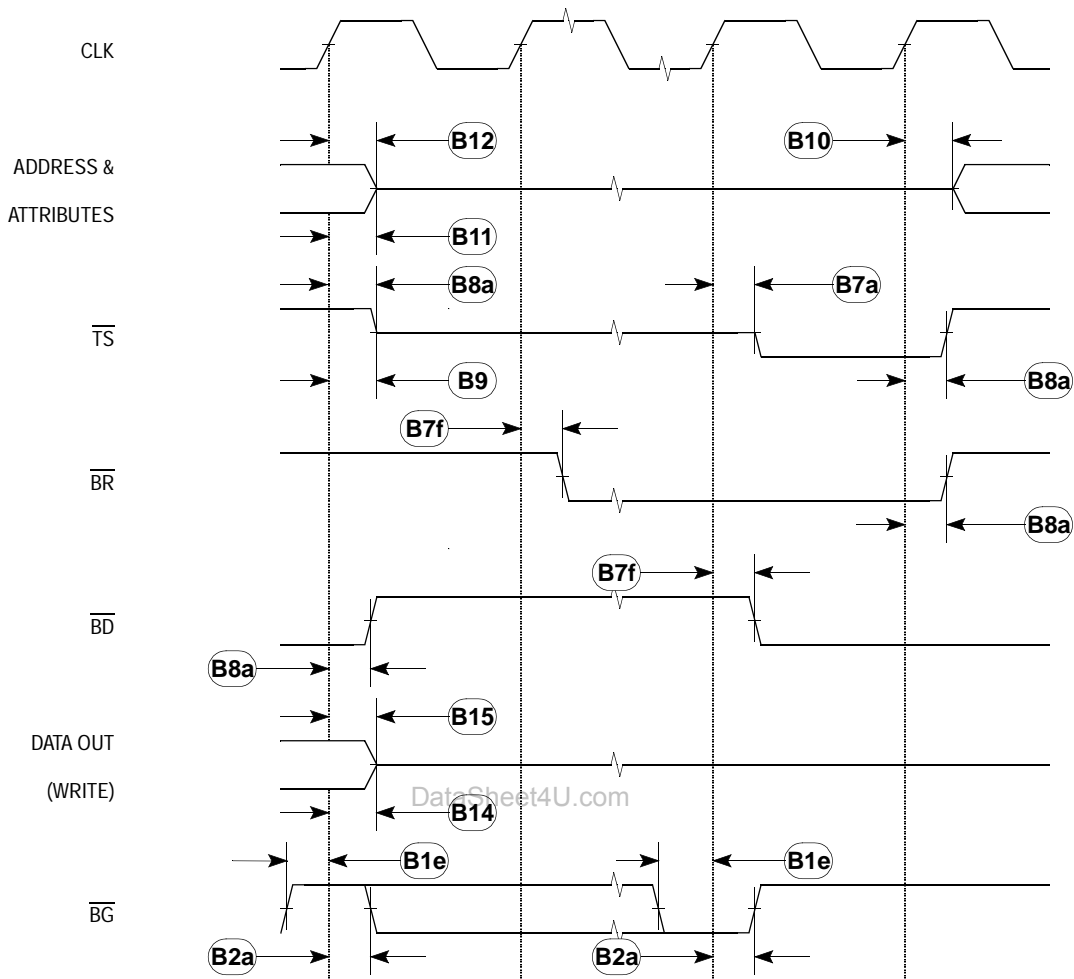 CLK
B12
B10
ADDRESS &
ATTRIBUTES
B11
B8a
B7a
TS
B9
B8a
B7f
BR
B8a
B7f
BD
B8a
B15
DATA OUT
(WRITE)
DataSheet4U.com
B14
B1e
B1e
BG
B2a
B2a